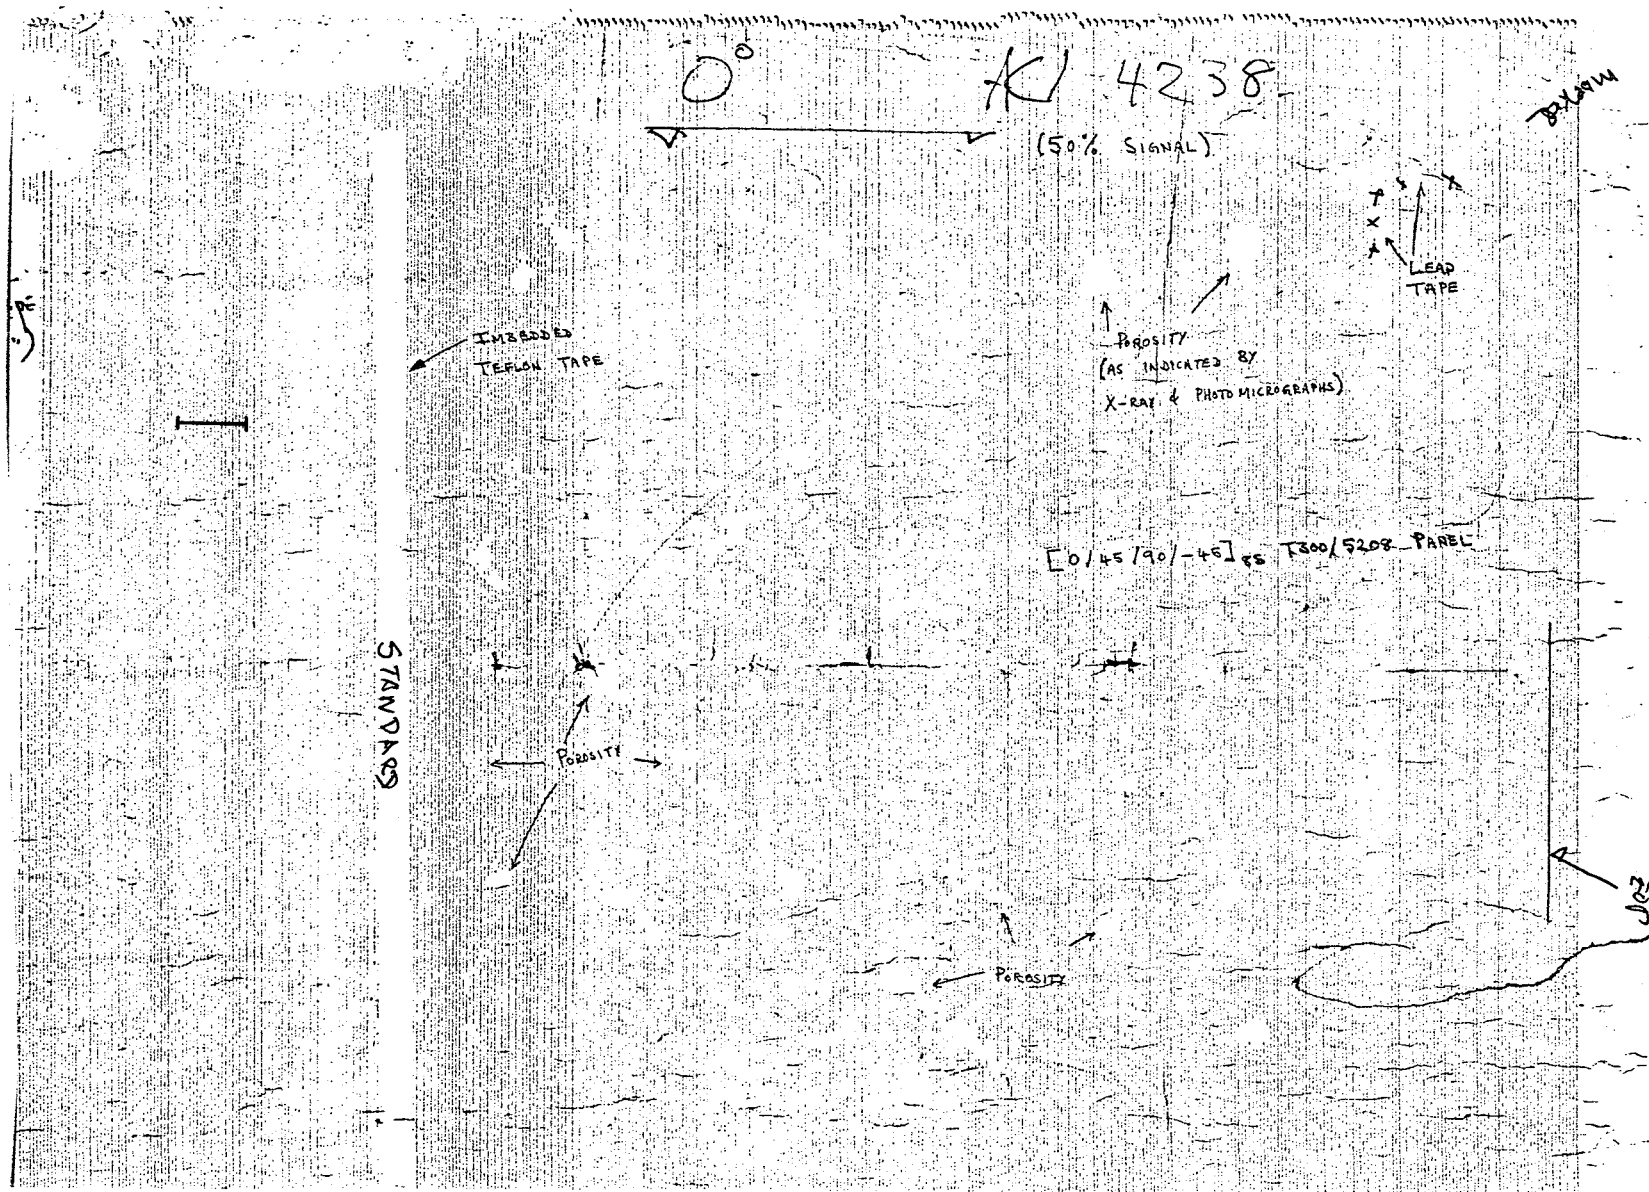 0° 4238
(50% SIGNAL)
LEAD
TAPE
IMBEDDED
TEFLON TAPE
POROSITY
(AS INDICATED BY
X-RAY & PHOTOMICROGRAPHS)
[0/45/90/-45]8S T300/5208 PANEL
STANDARD
POROSITY
POROSITY